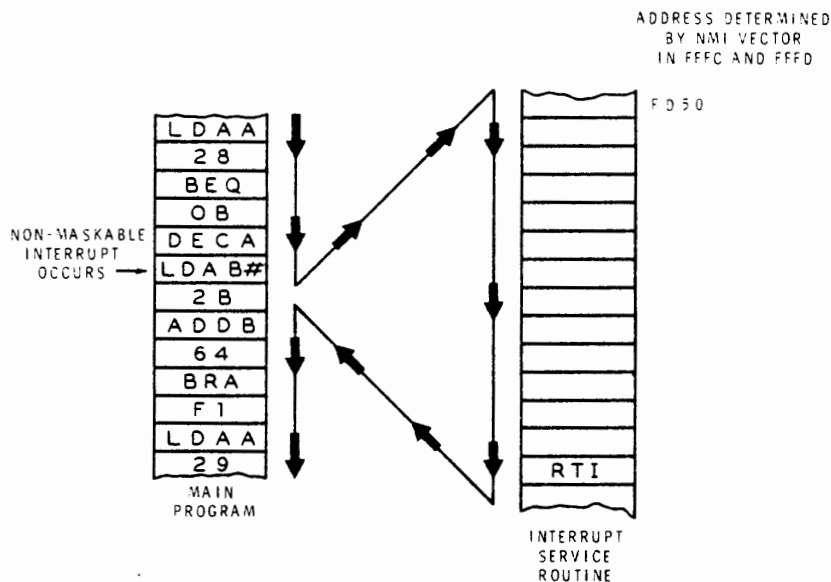 ADDRESS DETERMINED
BY NMI VECTOR
IN FFFC AND FFFD
FD50
LDAA
28
BEQ
0B
DECA
NON-MASKABLE
INTERRUPT
OCCURS
LDAB#
2B
ADDB
64
BRA
F1
LDAA
29
MAIN
PROGRAM
RTI
INTERRUPT
SERVICE
ROUTINE